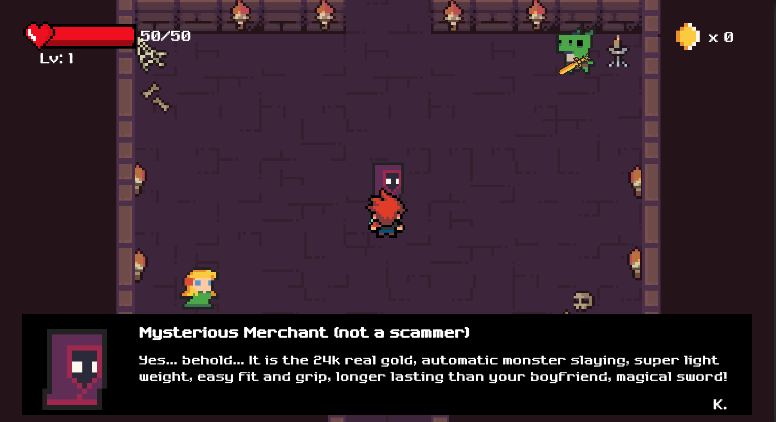 50/50
x 0
Lv: 1
Mysterious Merchant (not a scammer)
Yes... behold... It is the 24k real gold, automatic monster slaying, super light
weight, easy fit and grip, longer lasting than your boyfriend, magical sword!
K.